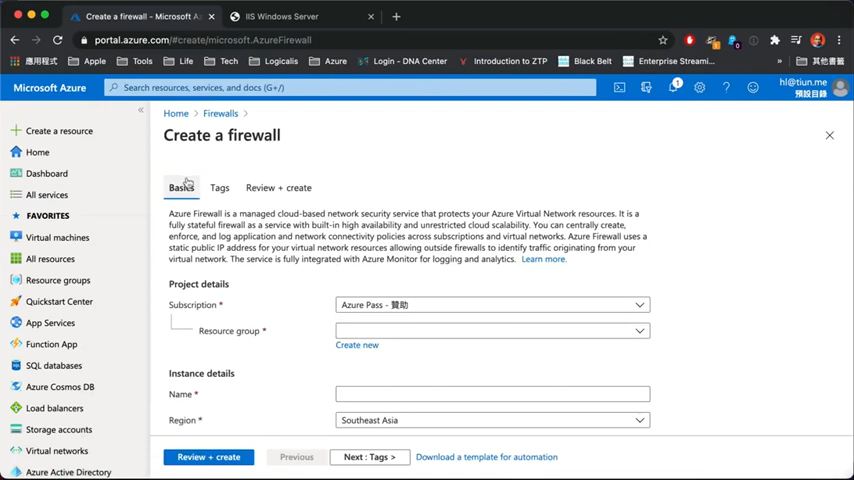 Create a firewall - Microsoft A
IIS Windows Server
portal.azure.com/#create/microsoft.AzureFirewall
應用程式
Apple
Tools
Life
Tech
Logicalis
Azure
Login - DNA Center
Introduction to ZTP
Black Belt
Enterprise Streami...
其他書籤
Microsoft Azure
Search resources, services, and docs (G+/)
1
hl@tiun.me
預設目錄
Create a resource
Home
Dashboard
All services
FAVORITES
Virtual machines
All resources
Resource groups
Quickstart Center
App Services
Function App
SQL databases
Azure Cosmos DB
Load balancers
Storage accounts
Virtual networks
Azure Active Directory
Home
Firewalls
Create a firewall
Basics
Tags
Review + create
Azure Firewall is a managed cloud-based network security service that protects your Azure Virtual Network resources. It is a
fully stateful firewall as a service with built-in high availability and unrestricted cloud scalability. You can centrally create,
enforce, and log application and network connectivity policies across subscriptions and virtual networks. Azure Firewall uses a
static public IP address for your virtual network resources allowing outside firewalls to identify traffic originating from your
virtual network. The service is fully integrated with Azure Monitor for logging and analytics. Learn more.
Project details
Subscription *
Azure Pass - 贊助
Resource group *
Create new
Instance details
Name *
Region *
Southeast Asia
Review + create
Previous
Next : Tags >
Download a template for automation